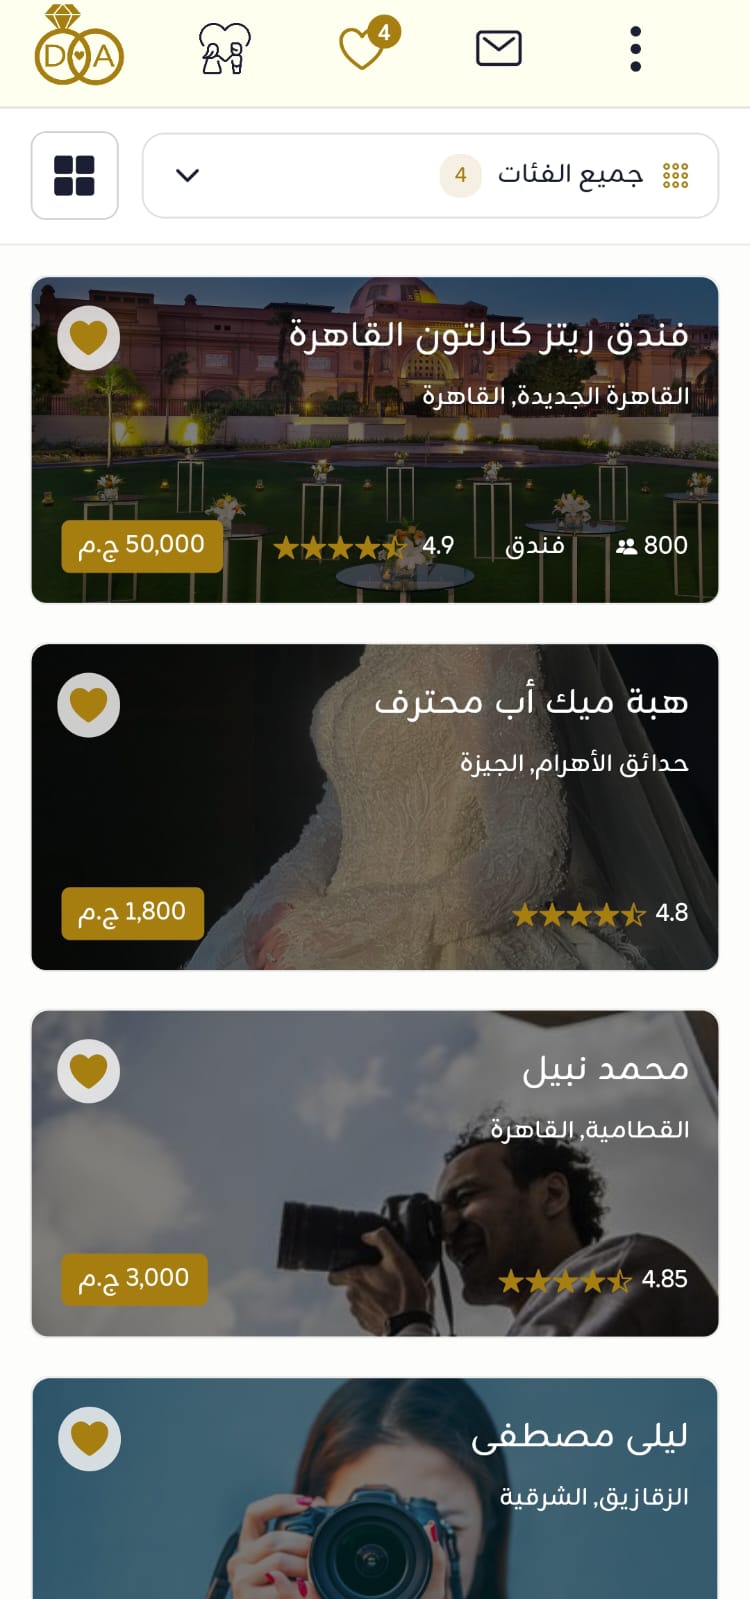 D A
4
جميع الفئات 4
فندق ريتز كارلتون القاهرة
القاهرة الجديدة, القاهرة
800 فندق 4.9 50,000 ج.م
هبة ميك أب محترف
حدائق الأهرام, الجيزة
4.8 1,800 ج.م
محمد نبيل
القطامية, القاهرة
4.85 3,000 ج.م
ليلى مصطفى
الزقازيق, الشرقية